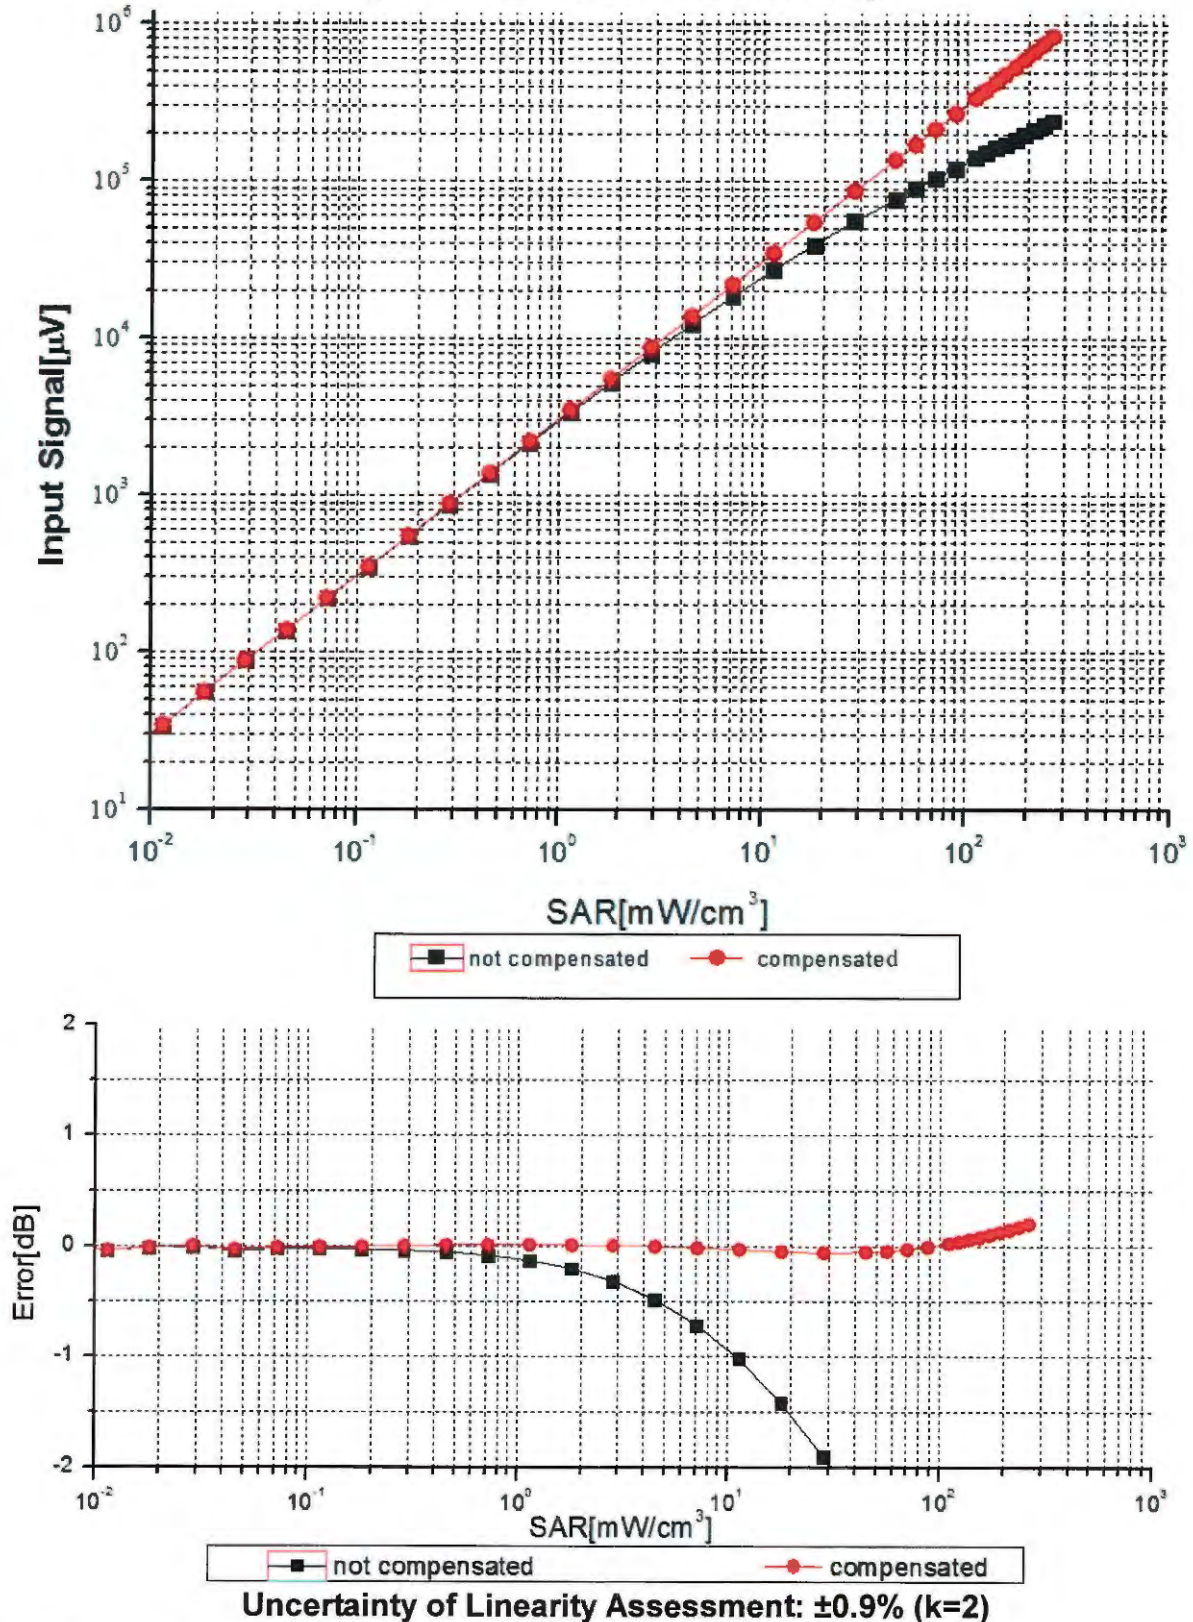 10⁶
10⁵
10⁴
10³
10²
10¹
Input Signal[µV]
10⁻² 10⁻¹ 10⁰ 10¹ 10² 10³
SAR[mW/cm³]
not compensated compensated
2
1
0
-1
-2
Error[dB]
10⁻² 10⁻¹ 10⁰ 10¹ 10² 10³
SAR[mW/cm³]
not compensated compensated
Uncertainty of Linearity Assessment: ±0.9% (k=2)